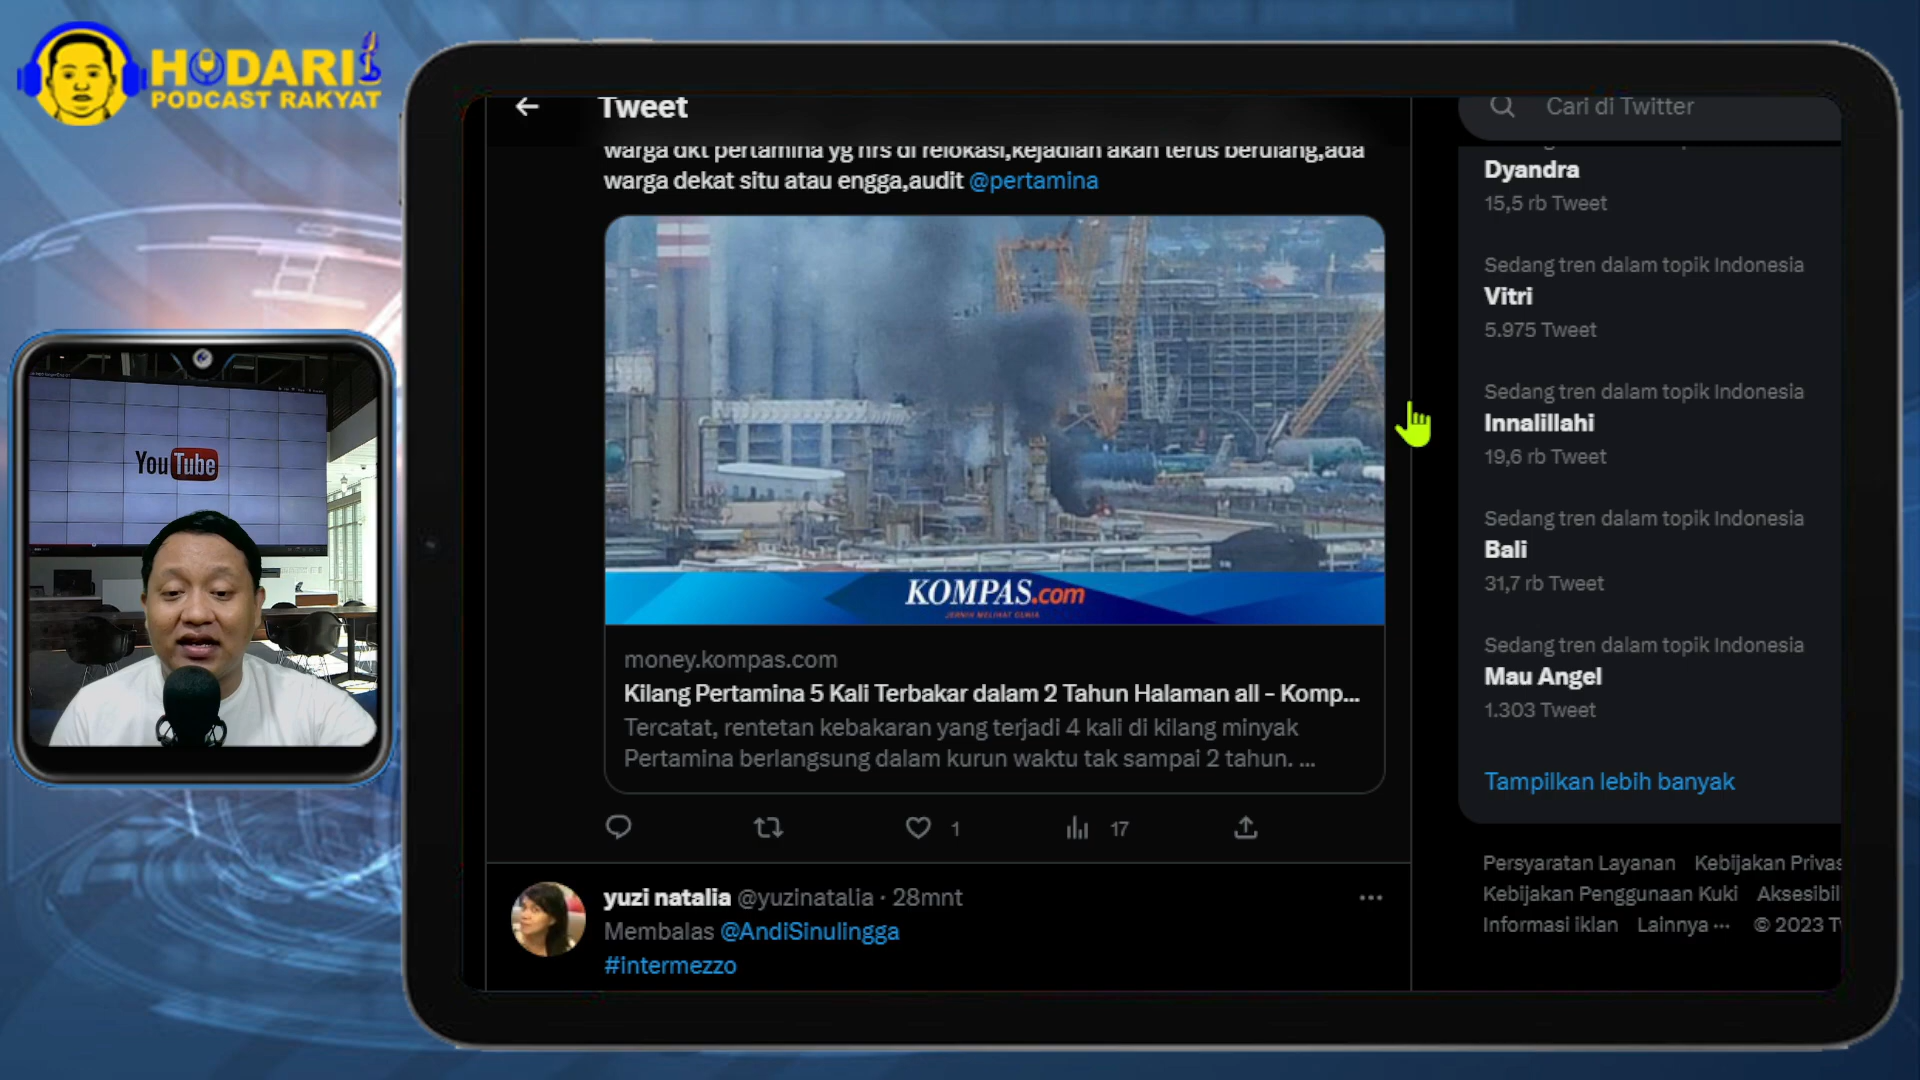 HODARI
PODCAST RAKYAT
YouTube
Tweet
Cari di Twitter
warga dkt pertamina yg hrs di relokasi,kejadian akan terus berulang,ada
warga dekat situ atau engga,audit @pertamina
KOMPAS.com
JERNIH MELIHAT DUNIA
money.kompas.com
Kilang Pertamina 5 Kali Terbakar dalam 2 Tahun Halaman all - Komp...
Tercatat, rentetan kebakaran yang terjadi 4 kali di kilang minyak
Pertamina berlangsung dalam kurun waktu tak sampai 2 tahun. ...
1
17
yuzi natalia @yuzinatalia · 28mnt
Membalas @AndiSinulingga
#intermezzo
Dyandra
15,5 rb Tweet
Sedang tren dalam topik Indonesia
Vitri
5.975 Tweet
Sedang tren dalam topik Indonesia
Innalillahi
19,6 rb Tweet
Sedang tren dalam topik Indonesia
Bali
31,7 rb Tweet
Sedang tren dalam topik Indonesia
Mau Angel
1.303 Tweet
Tampilkan lebih banyak
Persyaratan Layanan Kebijakan Privas
Kebijakan Penggunaan Kuki Aksesibil
Informasi iklan Lainnya ··· © 2023 T